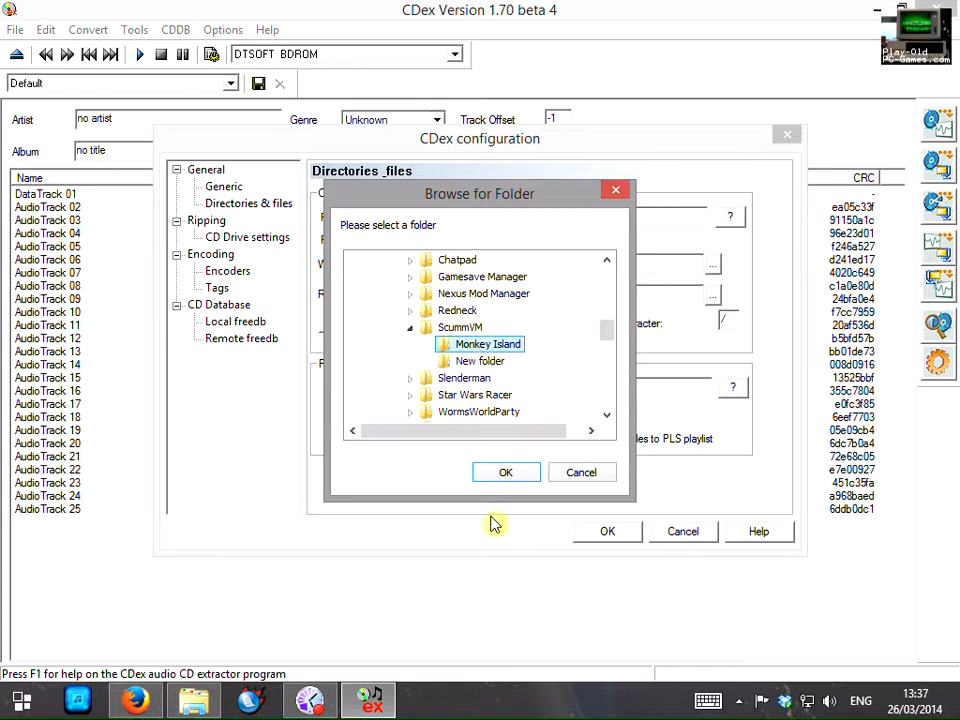 CDex Version 1.70 beta 4
File Edit Convert Tools CDDB Options Help
DTSOFT BDROM
Play-Old
PC-Games.com
Default
Artist no artist Genre Unknown Track Offset -1
CDex configuration
Album no title
General
Directories _files
Name CRC
Generic
Browse for Folder
DataTrack 01 -
Directories & files
AudioTrack 02 ea05c33f
Ripping
AudioTrack 03 91150a1c
Please select a folder
AudioTrack 04 96e23d01
CD Drive settings
AudioTrack 05 f246a527
Encoding
AudioTrack 06 d241ed17
Chatpad
Encoders
AudioTrack 07 4020c649
Gamesave Manager
Tags
AudioTrack 08 c1a0e80d
Nexus Mod Manager
AudioTrack 09 24bfa0e4
CD Database
AudioTrack 10 f7cc7959
Redneck
Local freedb
AudioTrack 11 20af536d
ScummVM
acter: /
AudioTrack 12 b5bfd57b
Remote freedb
AudioTrack 13 bb01de73
Monkey Island
AudioTrack 14 008d0916
New folder
AudioTrack 15 13525bbf
Slenderman
AudioTrack 16 355c7804
Star Wars Racer
AudioTrack 17 e0fc3f85
WormsWorldParty
AudioTrack 18 6eef7703
AudioTrack 19 05e09cb4
les to PLS playlist
AudioTrack 20 6dc7b0a4
AudioTrack 21 72e68c05
AudioTrack 22 e7e00927
OK Cancel
AudioTrack 23 451c35fa
AudioTrack 24 a968baed
AudioTrack 25 6ddb0dc1
OK Cancel Help
Press F1 for help on the CDex audio CD extractor program
ENG
13:37
26/03/2014